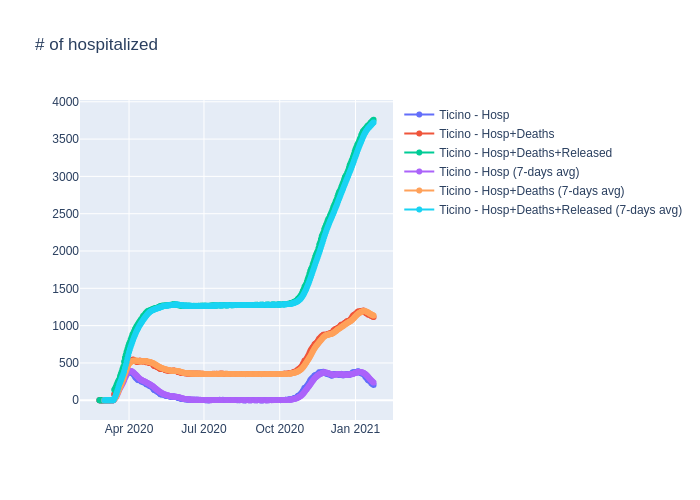 # of hospitalized
4000
3500
3000
2500
2000
1500
1000
500
0
Apr 2020
Jul 2020
Oct 2020
Jan 2021
Ticino - Hosp
Ticino - Hosp+Deaths
Ticino - Hosp+Deaths+Released
Ticino - Hosp (7-days avg)
Ticino - Hosp+Deaths (7-days avg)
Ticino - Hosp+Deaths+Released (7-days avg)